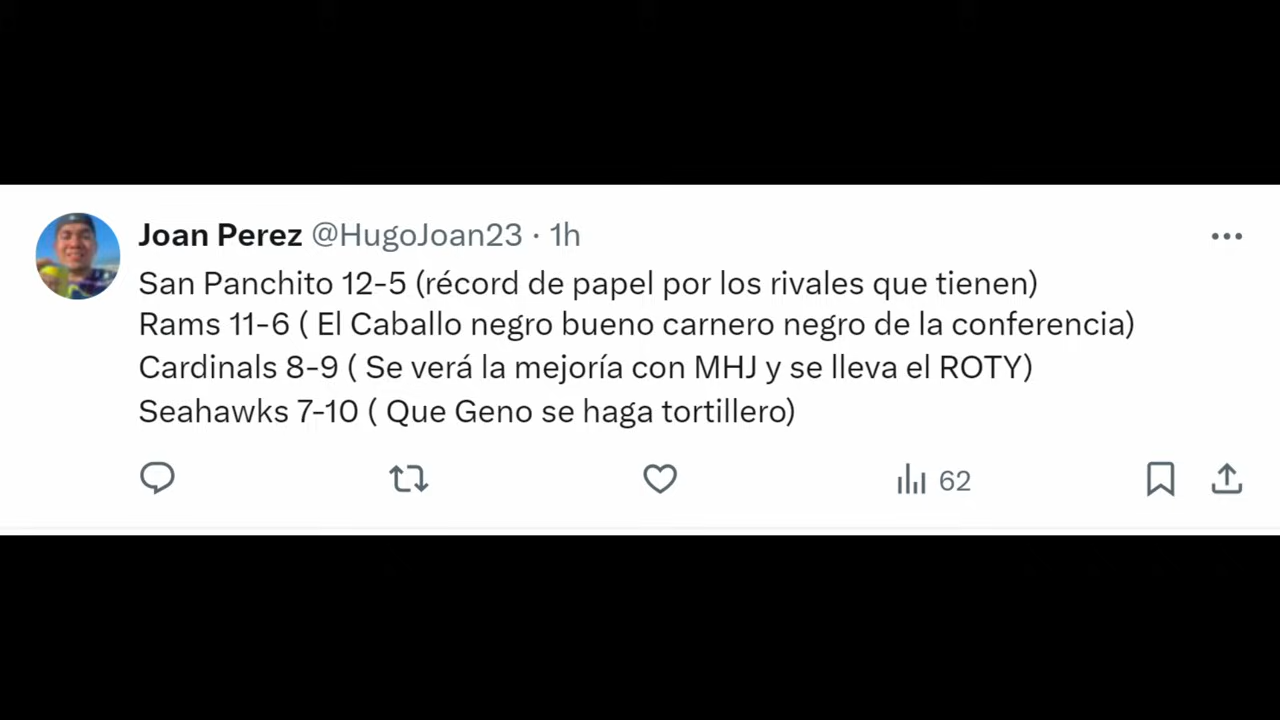 Joan Perez @HugoJoan23 · 1h
San Panchito 12-5 (récord de papel por los rivales que tienen)
Rams 11-6 ( El Caballo negro bueno carnero negro de la conferencia)
Cardinals 8-9 ( Se verá la mejoría con MHJ y se lleva el ROTY)
Seahawks 7-10 ( Que Geno se haga tortillero)
62